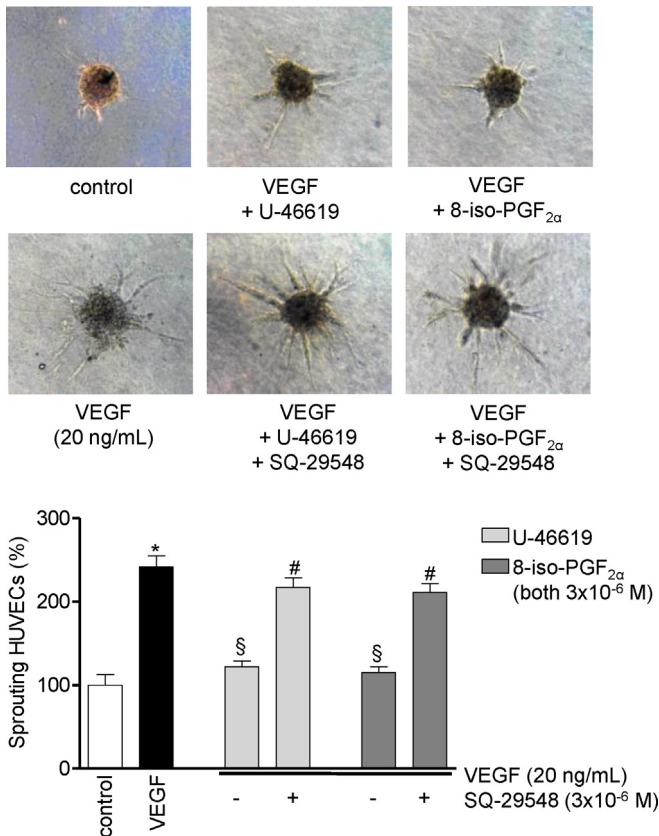 control
VEGF
+ U-46619
VEGF
+ 8-iso-PGF₂α
VEGF
(20 ng/mL)
VEGF
+ U-46619
+ SQ-29548
VEGF
+ 8-iso-PGF₂α
+ SQ-29548
Sprouting HUVECs (%)
300
200
100
0
*
§
#
§
#
U-46619
8-iso-PGF₂α
(both 3x10⁻⁶ M)
control
VEGF
VEGF (20 ng/mL)
- + - + SQ-29548 (3x10⁻⁶ M)